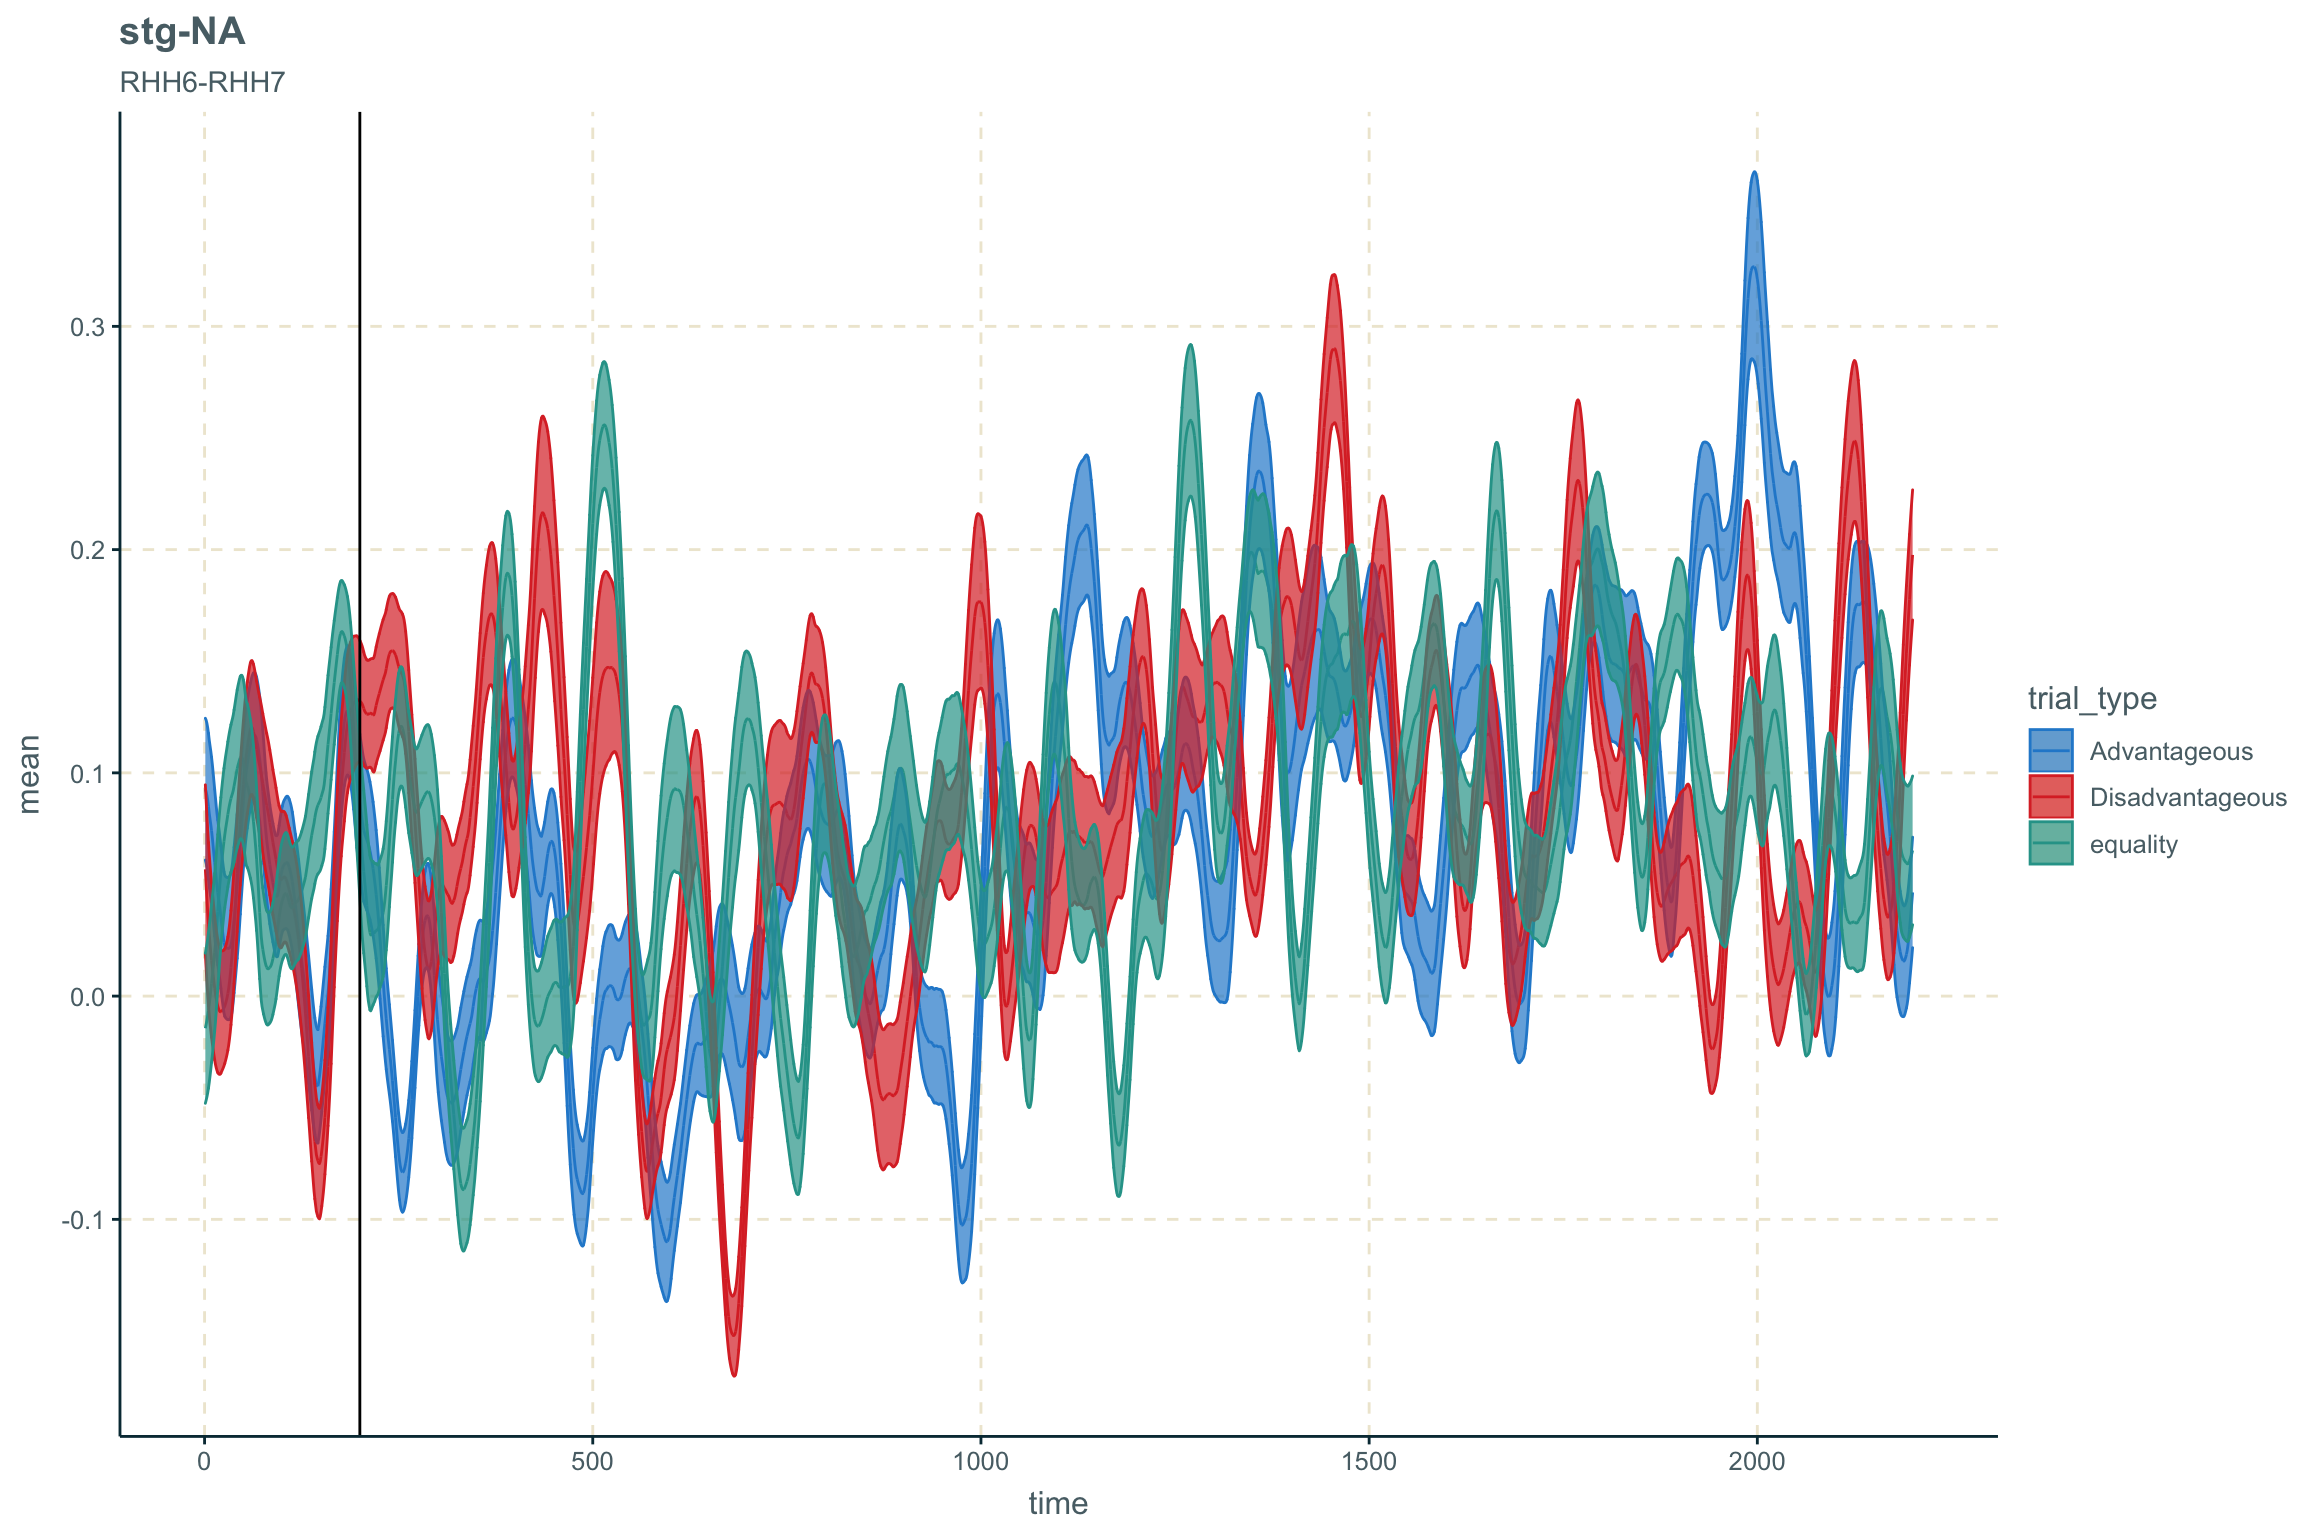 stg-NA
RHH6-RHH7
mean
0.3
0.2
0.1
0.0
-0.1
0
500
1000
1500
2000
time
trial_type
Advantageous
Disadvantageous
equality